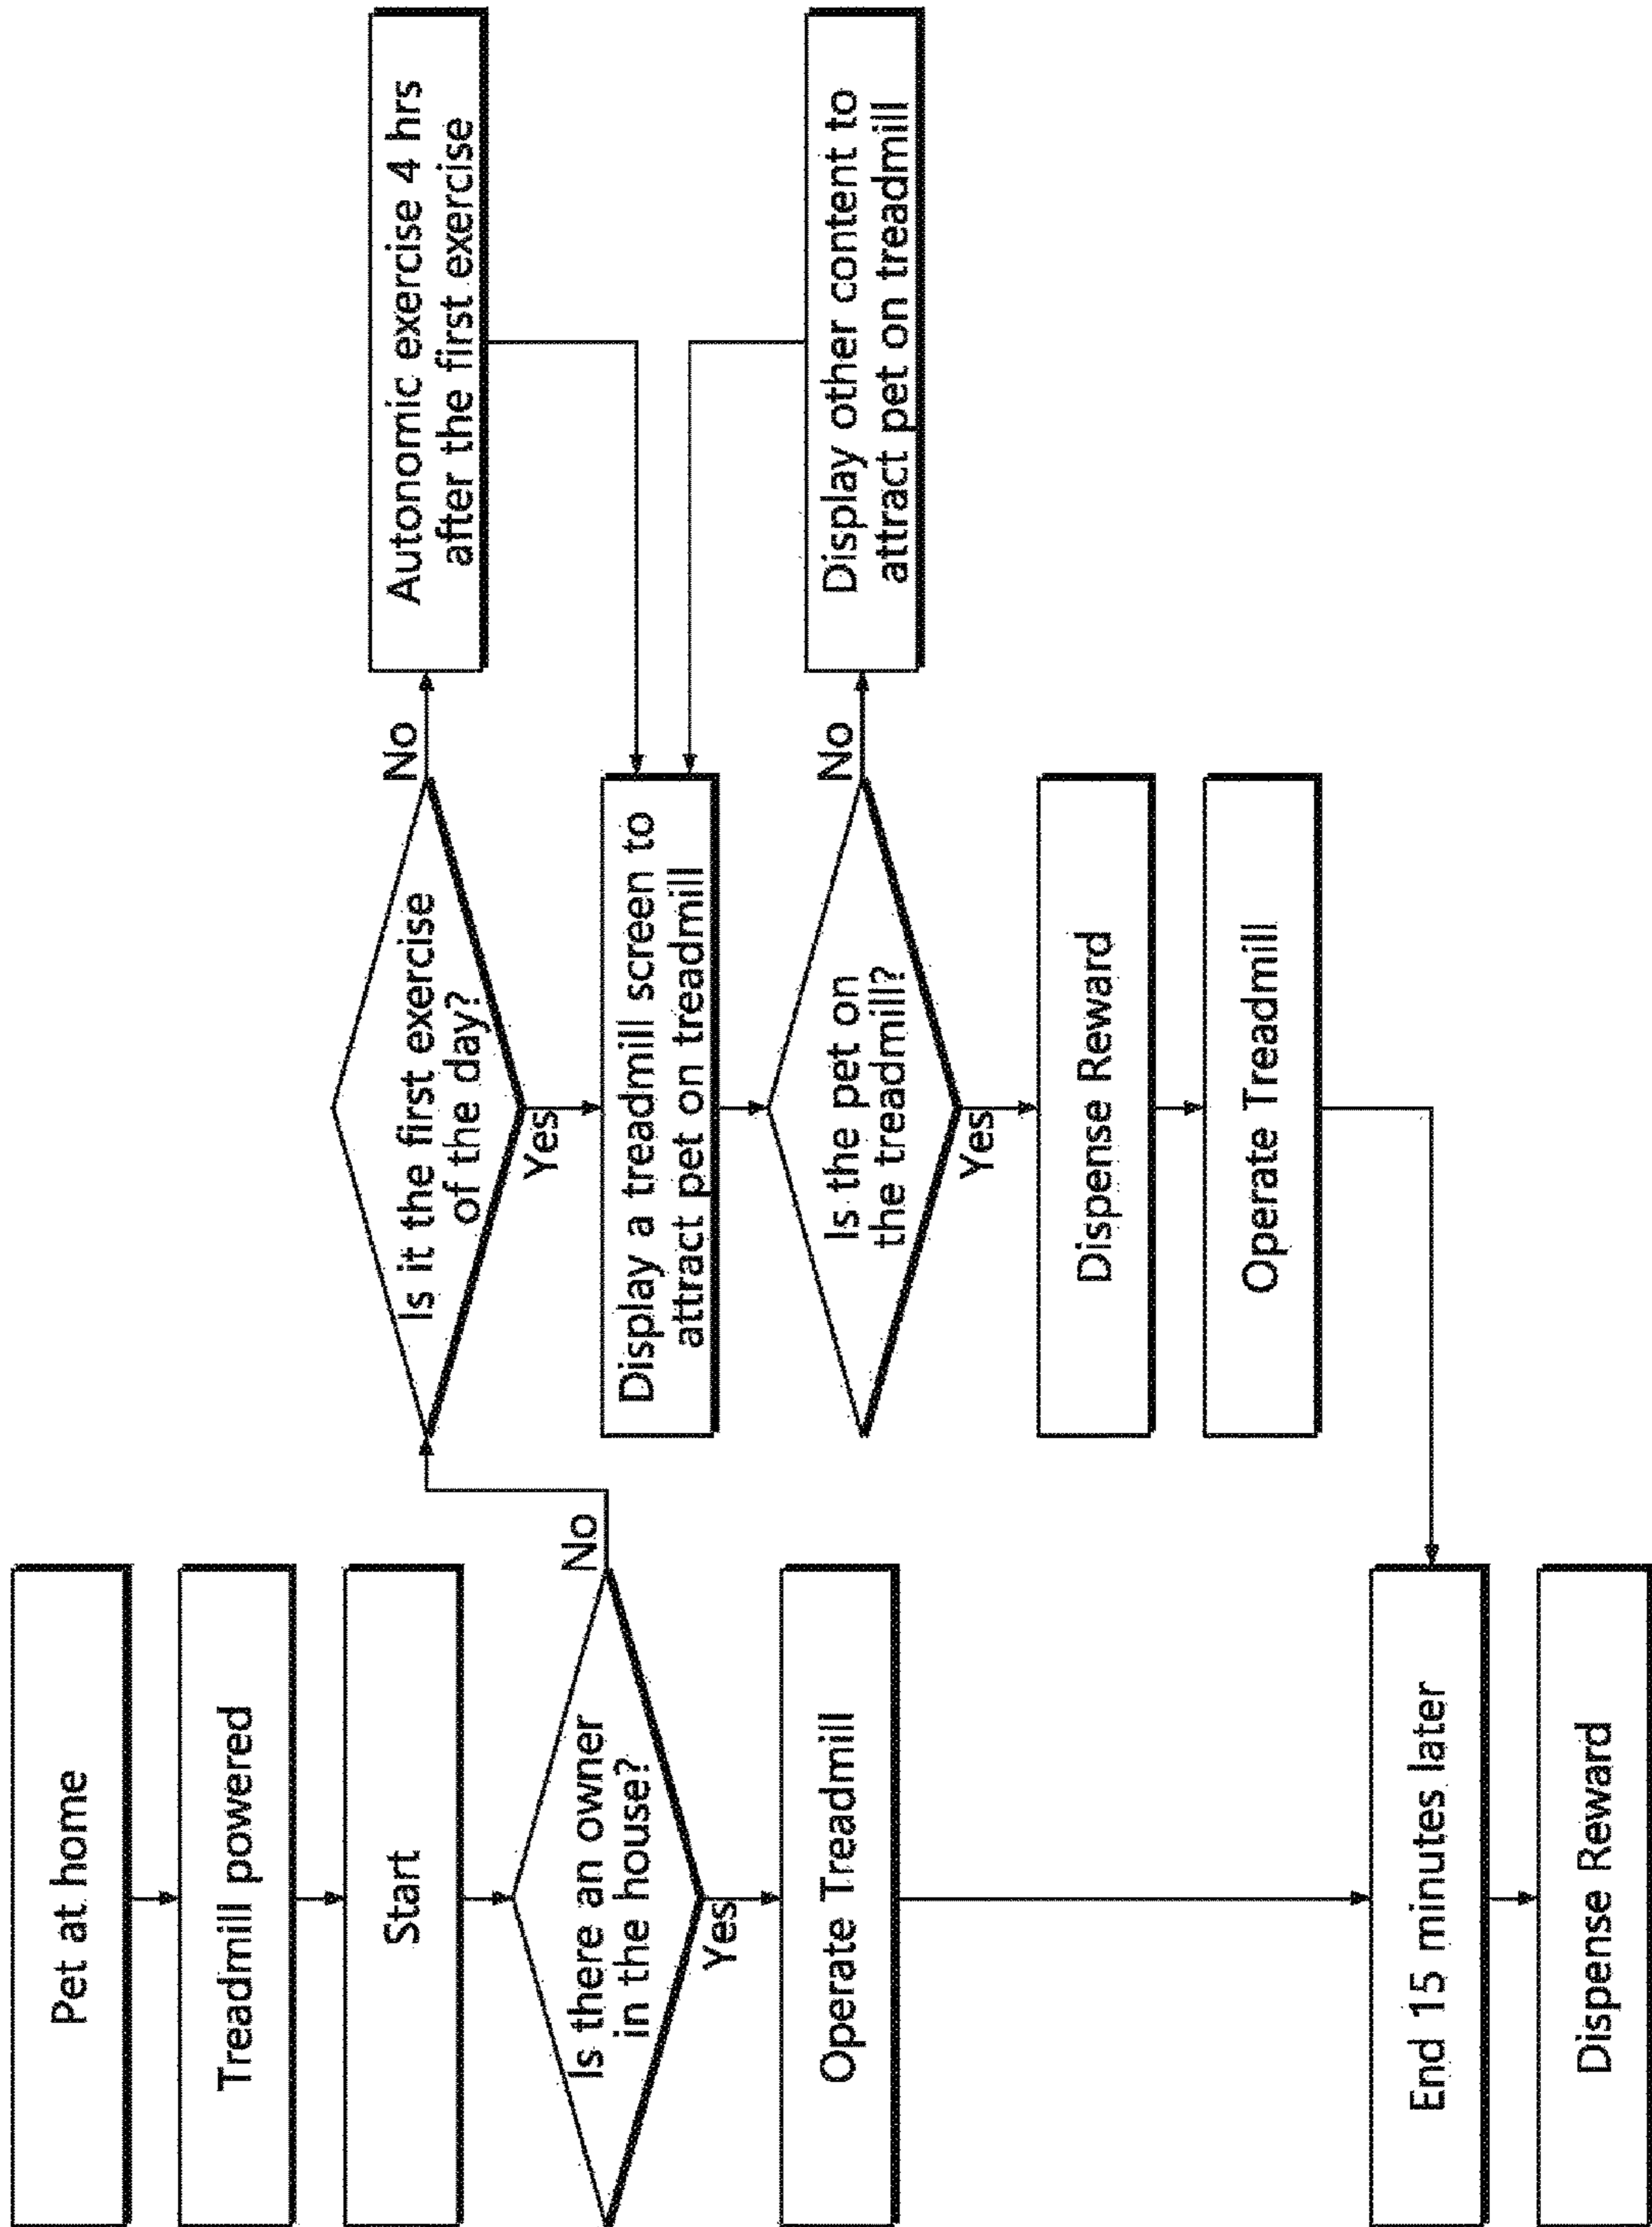 Pet at home
Treadmill powered
Start
Is there an owner
in the house?
No
Yes
Operate Treadmill
End 15 minutes later
Dispense Reward
Is it the first exercise
of the day?
No
Yes
Display a treadmill screen to
attract pet on treadmill
Is the pet on
the treadmill?
No
Yes
Dispense Reward
Operate Treadmill
Autonomic exercise 4 hrs
after the first exercise
Display other content to
attract pet on treadmill